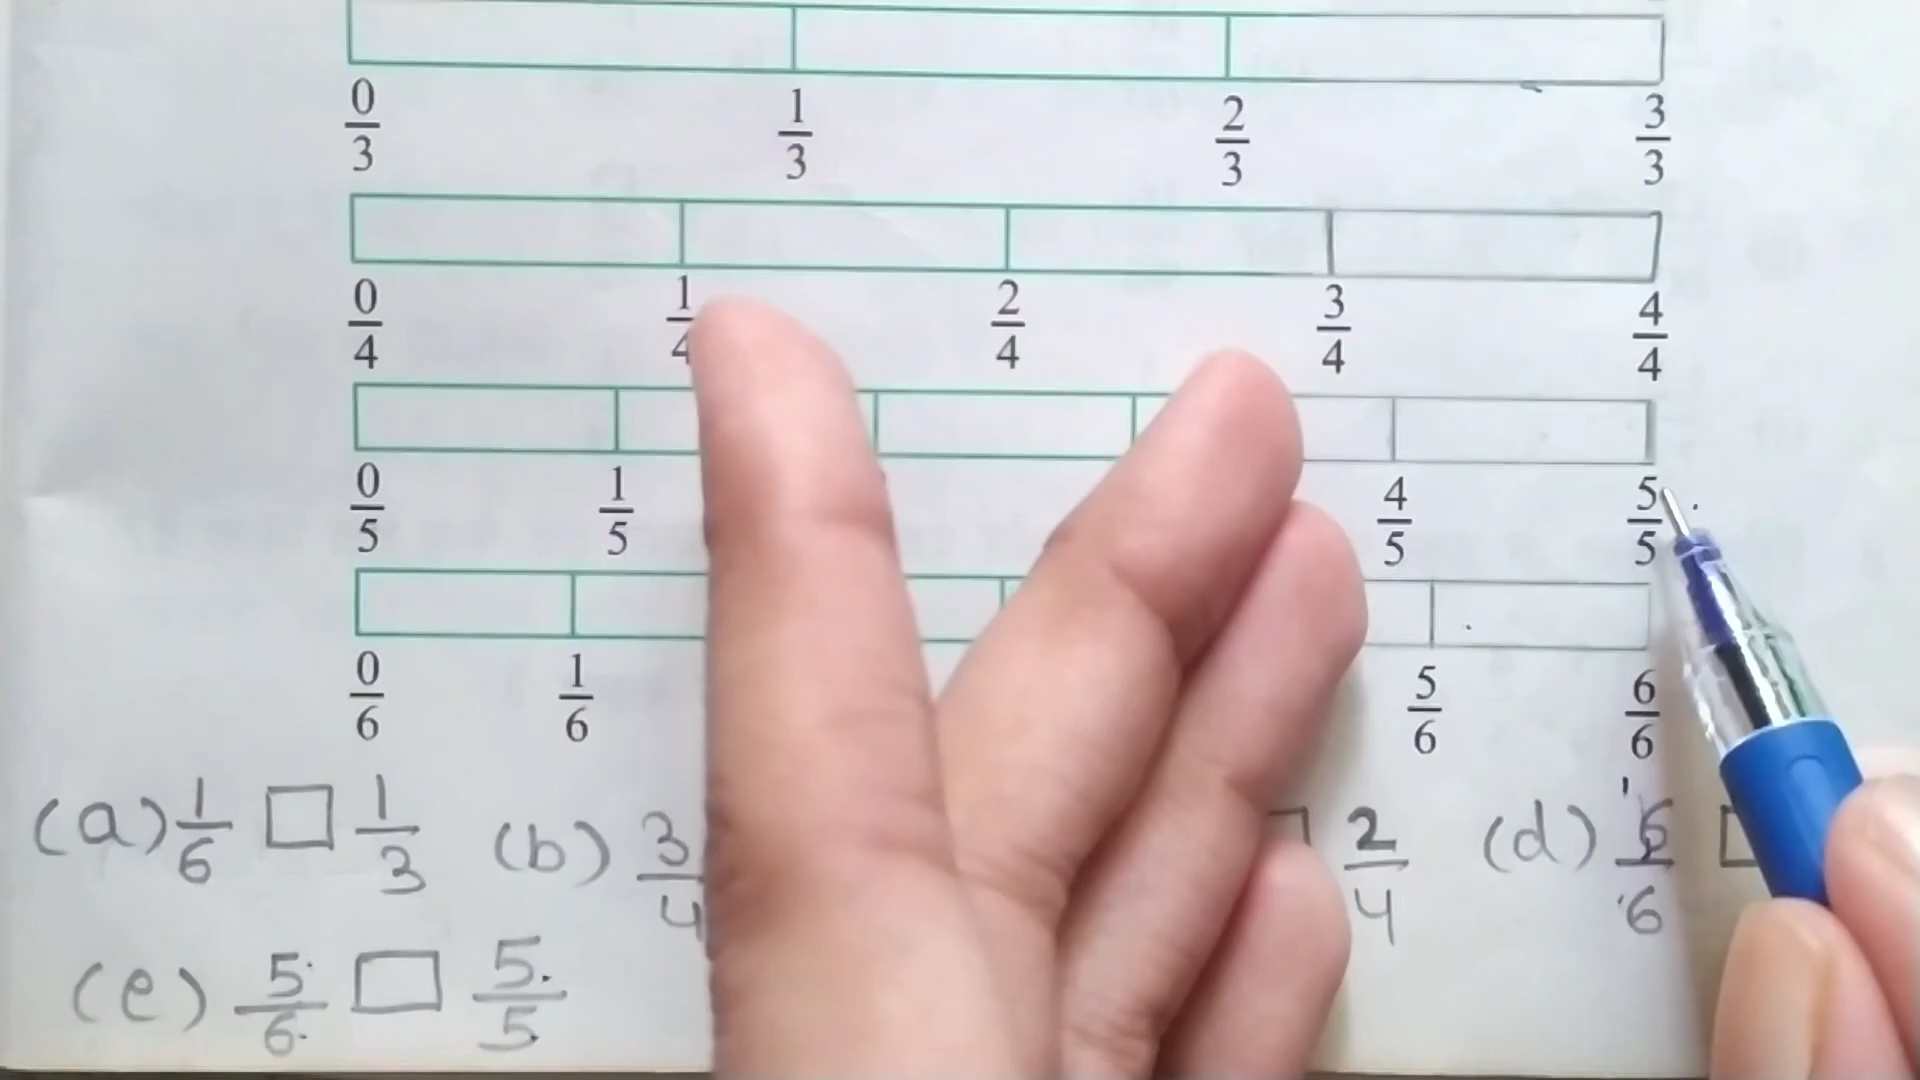 0/3 1/3 2/3 3/3
0/4 1/4 2/4 3/4 4/4
0/5 1/5 4/5 5/5
0/6 1/6 5/6 6/6
(a) 1/6 □ 1/3 (b) 3/4 □ 2/4 (d) 6/6 □
(e) 5/6 □ 5/5